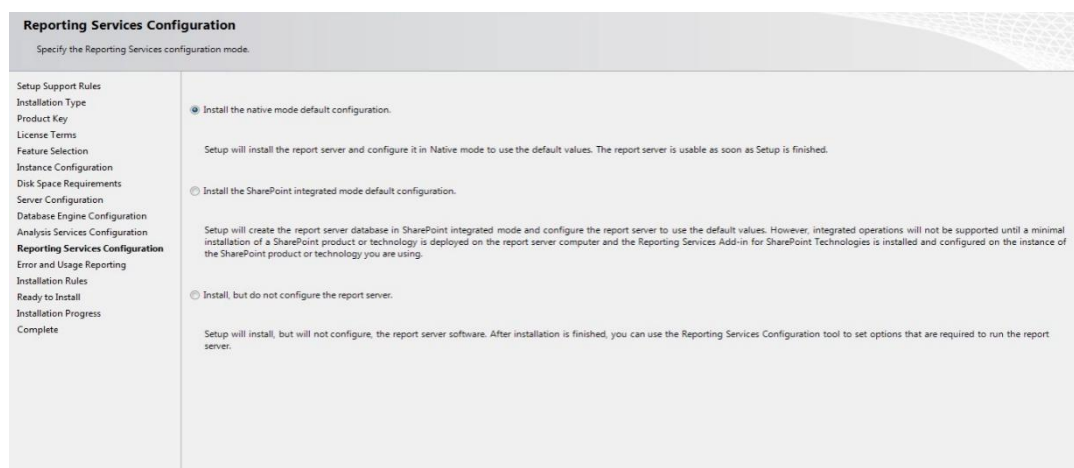 Reporting Services Configuration
Specify the Reporting Services configuration mode.
Setup Support Rules
Installation Type
Product Key
License Terms
Feature Selection
Instance Configuration
Disk Space Requirements
Server Configuration
Database Engine Configuration
Analysis Services Configuration
Reporting Services Configuration
Error and Usage Reporting
Installation Rules
Ready to Install
Installation Progress
Complete
Install the native mode default configuration.
Setup will install the report server and configure it in Native mode to use the default values. The report server is usable as soon as Setup is finished.
Install the SharePoint integrated mode default configuration.
Setup will create the report server database in SharePoint integrated mode and configure the report server to use the default values. However, integrated operations will not be supported until a minimal
installation of a SharePoint product or technology is deployed on the report server computer and the Reporting Services Add-in for SharePoint Technologies is installed and configured on the instance of
the SharePoint product or technology you are using.
Install, but do not configure the report server.
Setup will install, but will not configure, the report server software. After installation is finished, you can use the Reporting Services Configuration tool to set options that are required to run the report
server.